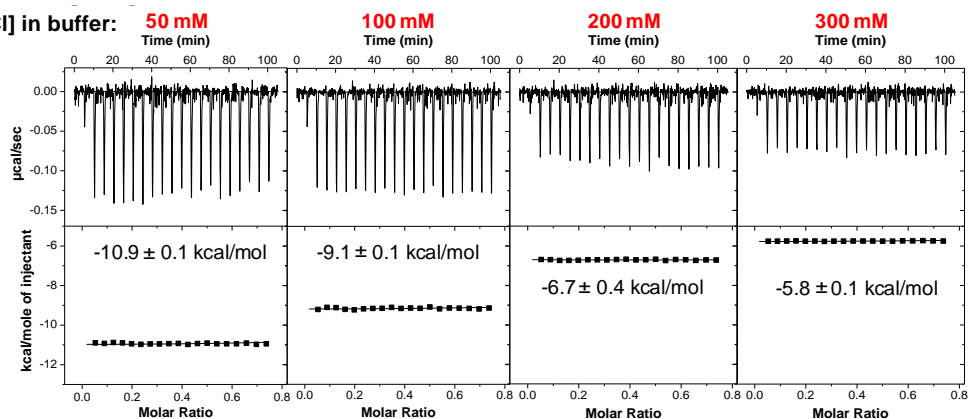 l] in buffer: 50 mM 100 mM 200 mM 300 mM
Time (min) Time (min) Time (min) Time (min)
0 20 40 60 80 100 0 20 40 60 80 100 0 20 40 60 80 100 0 20 40 60 80 100
0.00
-0.05
-0.10
-0.15
µcal/sec
-6
-8
-10
-12
kcal/mole of injectant
-10.9 ± 0.1 kcal/mol
-9.1 ± 0.1 kcal/mol
-6.7 ± 0.4 kcal/mol
-5.8 ± 0.1 kcal/mol
0.0 0.2 0.4 0.6 0.8 0.0 0.2 0.4 0.6 0.8 0.0 0.2 0.4 0.6 0.8 0.0 0.2 0.4 0.6 0.8
Molar Ratio Molar Ratio Molar Ratio Molar Ratio